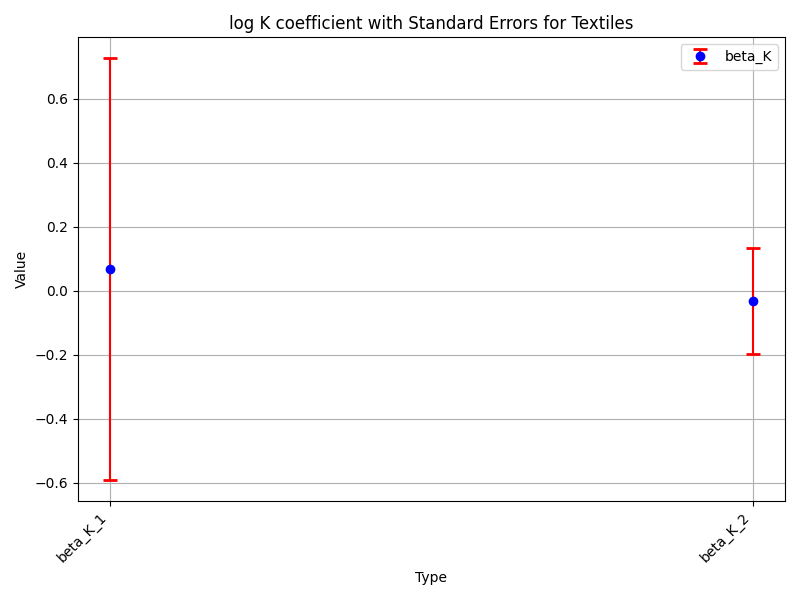 log K coefficient with Standard Errors for Textiles
beta_K
Value
0.6
0.4
0.2
0.0
−0.2
−0.4
−0.6
beta_K_1
beta_K_2
Type